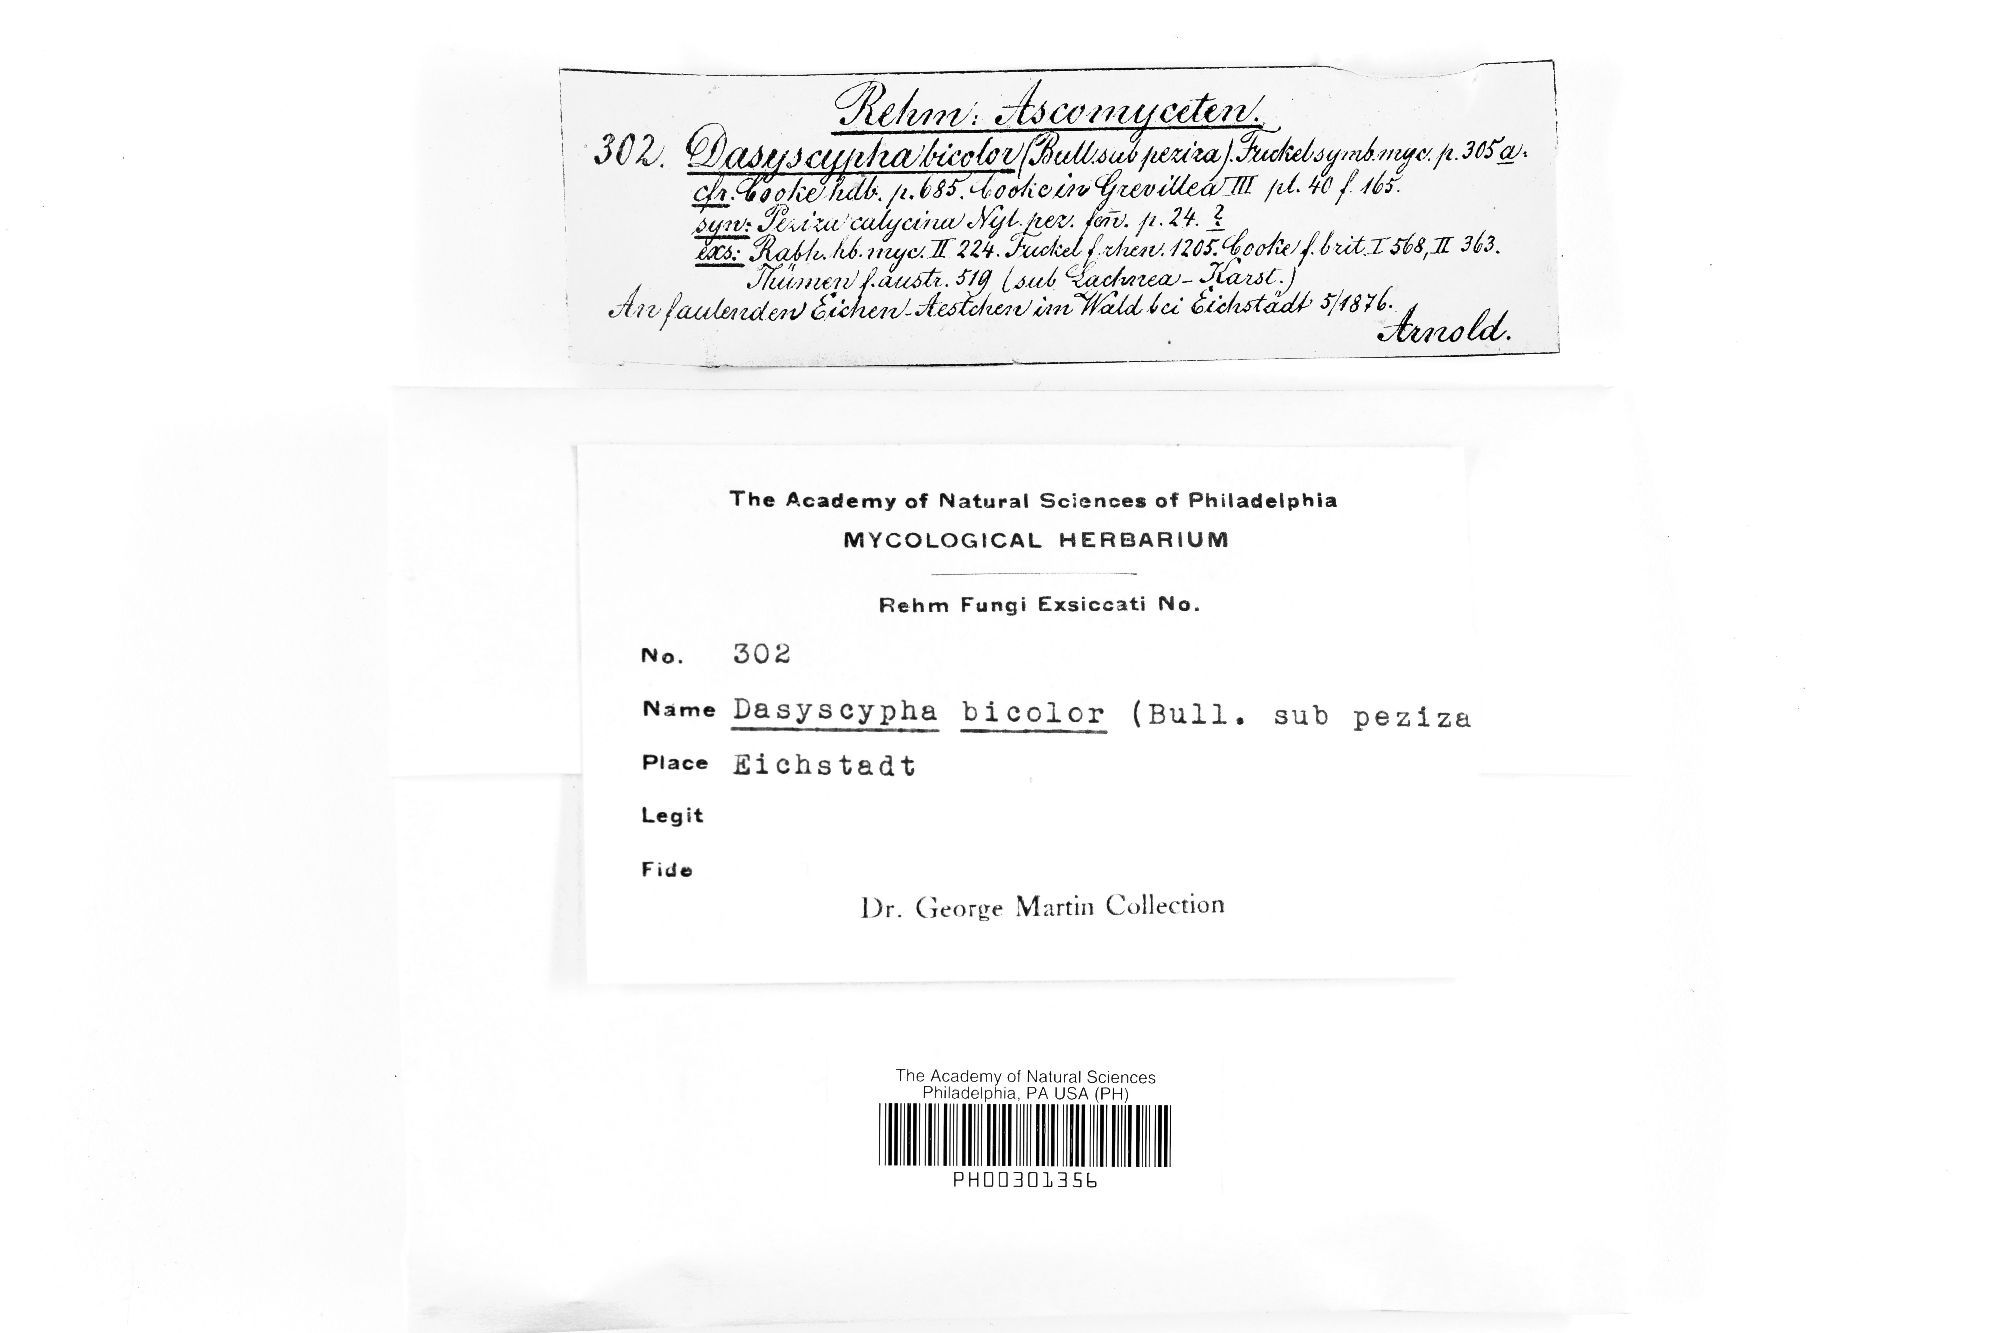 Rehm: Ascomyceten.
302. Dasyscypha bicolor (Bull. sub peziza). Fuckel symb. myc. p. 305 a.
cfr. Cooke hdb. p. 685. Cooke in Grevillea III pl. 40 f. 165.
syn: Peziza calycina Nyl. pez. fen̄. p. 24. ?
exs: Rabh. hb. myc. II 224. Fuckel f. rhen. 1205. Cooke f. brit. I 568, II 363.
Thümen f. austr. 519 (sub Lachnea - Karst.)
An faulenden Eichen-Aestchen im Wald bei Eichstädt 5/1876.
Arnold.
The Academy of Natural Sciences of Philadelphia
MYCOLOGICAL HERBARIUM
Rehm Fungi Exsiccati No.
No. 302
Name Dasyscypha bicolor (Bull. sub peziza
Place Eichstadt
Legit
Fide
Dr. George Martin Collection
The Academy of Natural Sciences
Philadelphia, PA USA (PH)
PH00301356